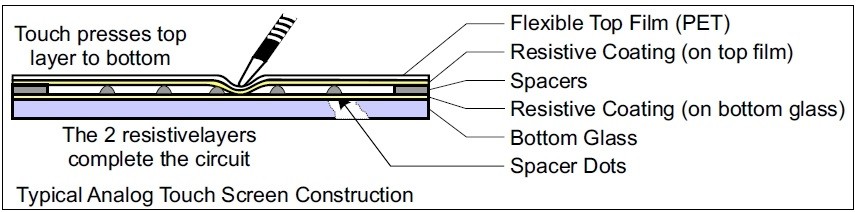 Touch presses top
layer to bottom
Flexible Top Film (PET)
Resistive Coating (on top film)
Spacers
Resistive Coating (on bottom glass)
Bottom Glass
Spacer Dots
The 2 resistivelayers
complete the circuit
Typical Analog Touch Screen Construction